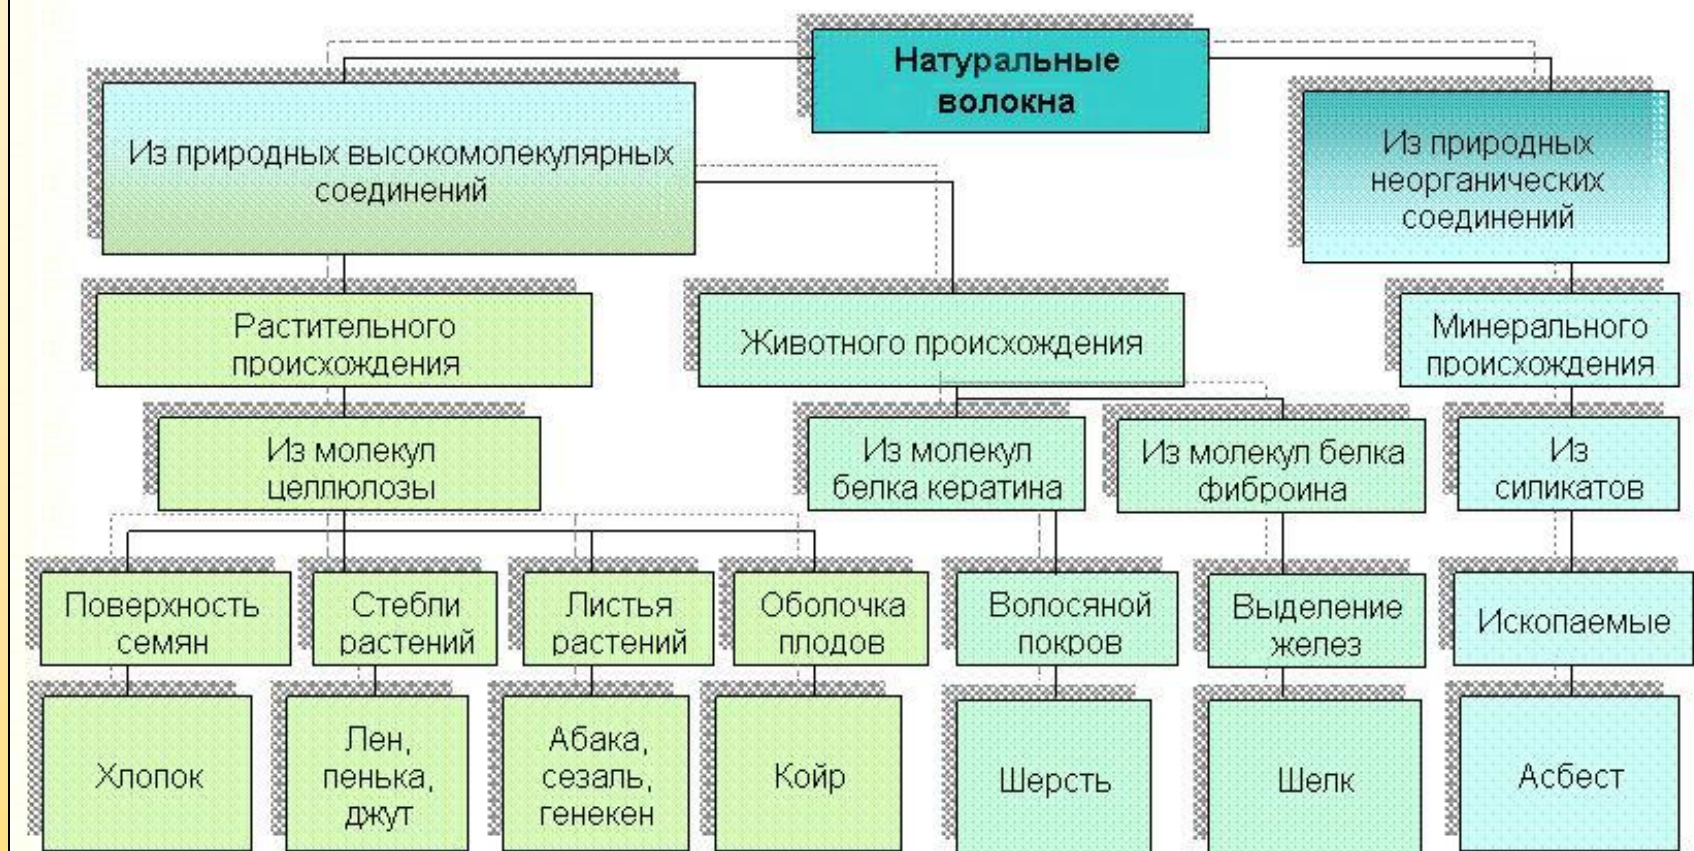 Натуральные
волокна
Из природных высокомолекулярных
соединений
Из природных
неорганических
соединений
Растительного
происхождения
Животного происхождения
Минерального
происхождения
Из молекул
целлюлозы
Из молекул
белка кератина
Из молекул белка
фиброина
Из
силикатов
Поверхность
семян
Стебли
растений
Листья
растений
Оболочка
плодов
Волосяной
покров
Выделение
желез
Ископаемые
Хлопок
Лен,
пенька,
джут
Абака,
сезаль,
генекен
Койр
Шерсть
Шелк
Асбест